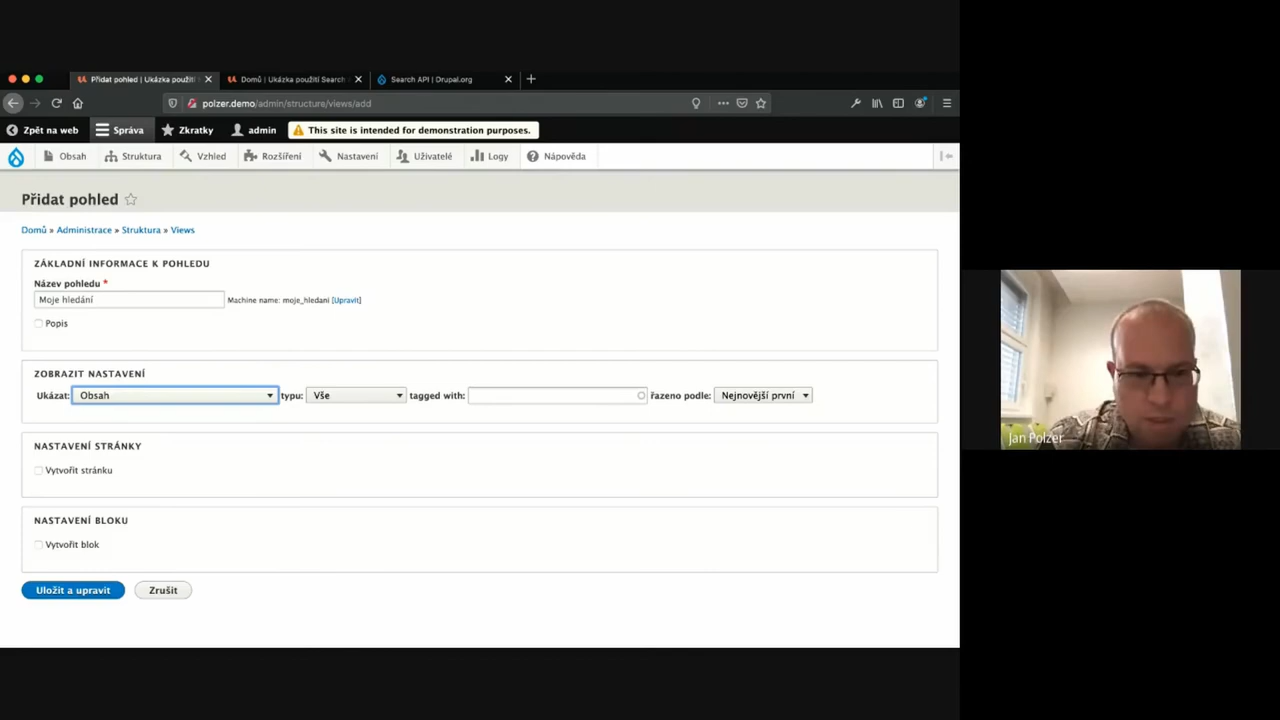 Přidat pohled | Ukázka použití
Domů | Ukázka použití Search
Search API | Drupal.org
polzer.demo/admin/structure/views/add
Zpět na web
Správa
Zkratky
admin
This site is intended for demonstration purposes.
Obsah
Struktura
Vzhled
Rozšíření
Nastavení
Uživatelé
Logy
Nápověda
Přidat pohled
Domů » Administrace » Struktura » Views
ZÁKLADNÍ INFORMACE K POHLEDU
Název pohledu *
Moje hledání
Machine name: moje_hledani [Upravit]
Popis
ZOBRAZIT NASTAVENÍ
Ukázat: Obsah typu: Vše tagged with: řazeno podle: Nejnovější první
NASTAVENÍ STRÁNKY
Vytvořit stránku
NASTAVENÍ BLOKU
Vytvořit blok
Uložit a upravit
Zrušit
Jan Polzer